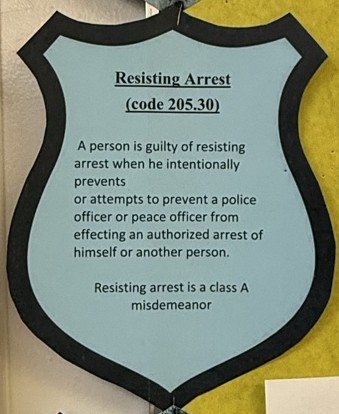 Resisting Arrest
(code 205.30)
A person is guilty of resisting
arrest when he intentionally
prevents
or attempts to prevent a police
officer or peace officer from
effecting an authorized arrest of
himself or another person.
Resisting arrest is a class A
misdemeanor